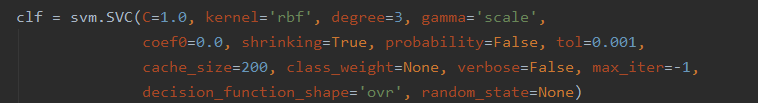 clf = svm.SVC(C=1.0, kernel='rbf', degree=3, gamma='scale',
coef0=0.0, shrinking=True, probability=False, tol=0.001,
cache_size=200, class_weight=None, verbose=False, max_iter=-1,
decision_function_shape='ovr', random_state=None)